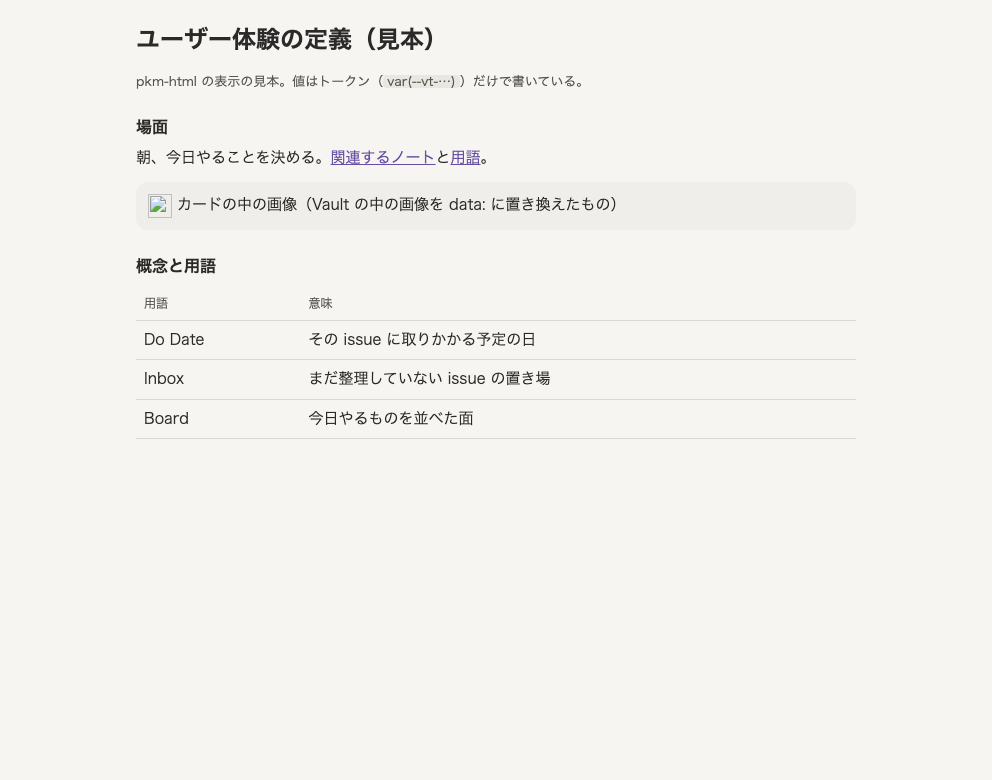 ユーザー体験の定義（見本）
pkm-html の表示の見本。値はトークン（ var(--vt-…) ）だけで書いている。
場面
朝、今日やることを決める。関連するノートと用語。
カードの中の画像（Vault の中の画像を data: に置き換えたもの）
概念と用語
用語 意味
Do Date その issue に取りかかる予定の日
Inbox まだ整理していない issue の置き場
Board 今日やるものを並べた面